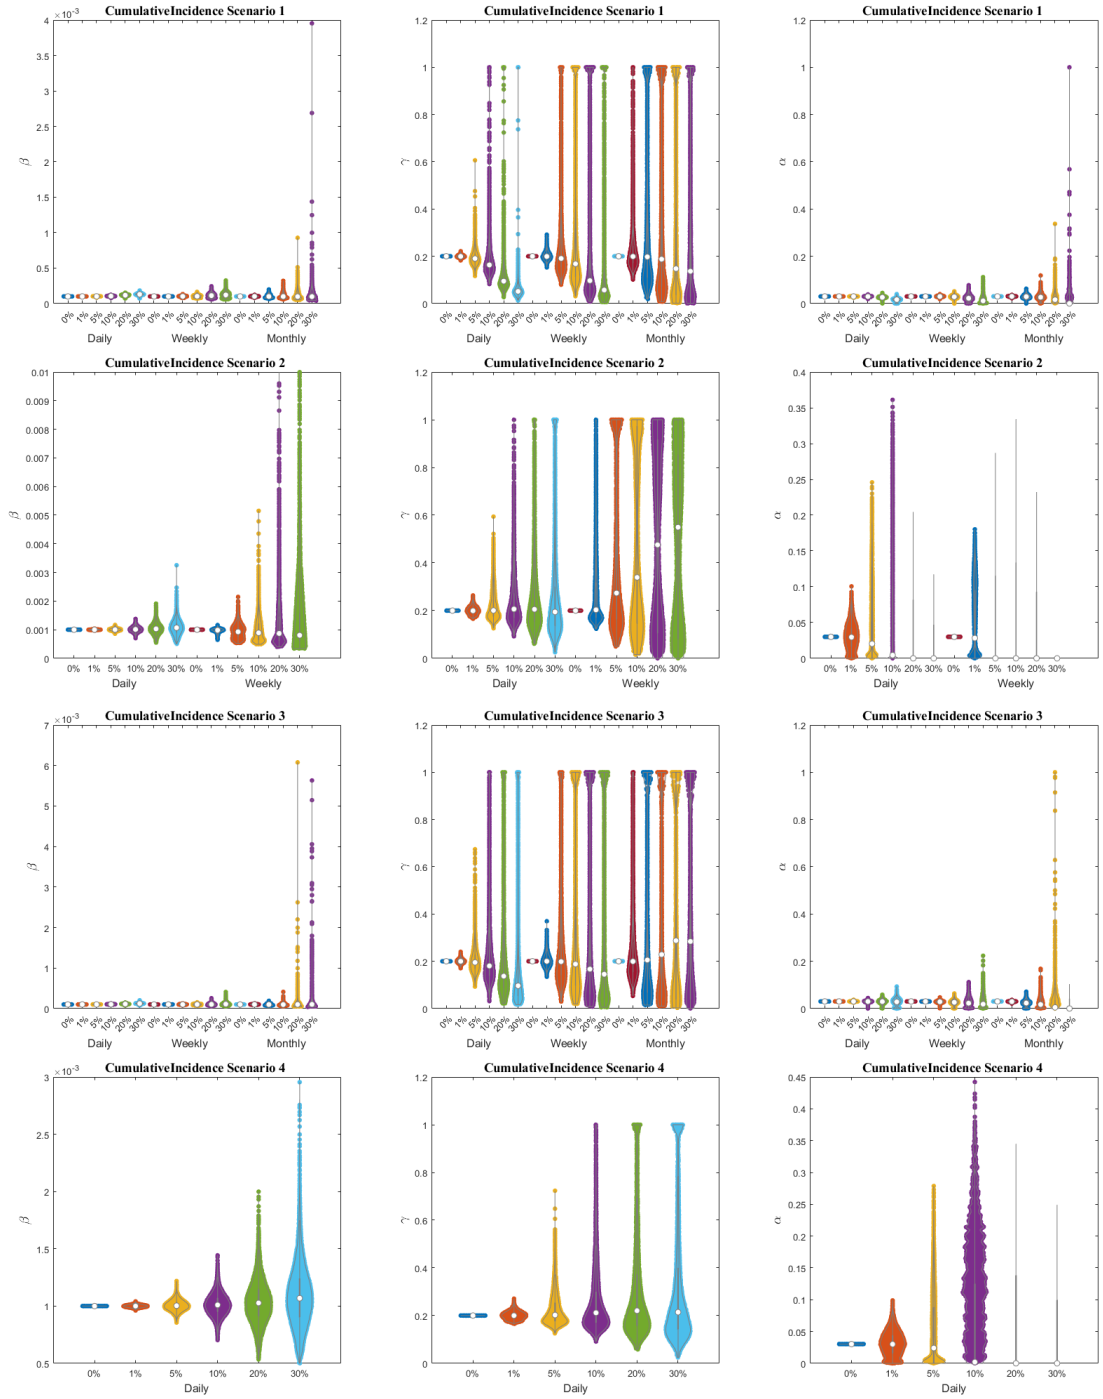 CumulativeIncidence Scenario 1
×10⁻³
4
3.5
3
2.5
2
1.5
1
0.5
0
β
0% 1% 5% 10% 20% 30% 0% 1% 5% 10% 20% 30% 0% 1% 5% 10% 20% 30%
Daily Weekly Monthly
CumulativeIncidence Scenario 1
1.2
1
0.8
0.6
0.4
0.2
0
γ
0% 1% 5% 10% 20% 30% 0% 1% 5% 10% 20% 30% 0% 1% 5% 10% 20% 30%
Daily Weekly Monthly
CumulativeIncidence Scenario 1
1.2
1
0.8
0.6
0.4
0.2
0
α
0% 1% 5% 10% 20% 30% 0% 1% 5% 10% 20% 30% 0% 1% 5% 10% 20% 30%
Daily Weekly Monthly
CumulativeIncidence Scenario 2
0.01
0.009
0.008
0.007
0.006
0.005
0.004
0.003
0.002
0.001
0
β
0% 1% 5% 10% 20% 30% 0% 1% 5% 10% 20% 30%
Daily Weekly
CumulativeIncidence Scenario 2
1.2
1
0.8
0.6
0.4
0.2
0
γ
0% 1% 5% 10% 20% 30% 0% 1% 5% 10% 20% 30%
Daily Weekly
CumulativeIncidence Scenario 2
0.4
0.35
0.3
0.25
0.2
0.15
0.1
0.05
0
α
0% 1% 5% 10% 20% 30% 0% 1% 5% 10% 20% 30%
Daily Weekly
CumulativeIncidence Scenario 3
×10⁻³
7
6
5
4
3
2
1
0
β
0% 1% 5% 10% 20% 30% 0% 1% 5% 10% 20% 30% 0% 1% 5% 10% 20% 30%
Daily Weekly Monthly
CumulativeIncidence Scenario 3
1.2
1
0.8
0.6
0.4
0.2
0
γ
0% 1% 5% 10% 20% 30% 0% 1% 5% 10% 20% 30% 0% 1% 5% 10% 20% 30%
Daily Weekly Monthly
CumulativeIncidence Scenario 3
1.2
1
0.8
0.6
0.4
0.2
0
α
0% 1% 5% 10% 20% 30% 0% 1% 5% 10% 20% 30% 0% 1% 5% 10% 20% 30%
Daily Weekly Monthly
CumulativeIncidence Scenario 4
×10⁻³
3
2.5
2
1.5
1
0.5
β
0% 1% 5% 10% 20% 30%
Daily
CumulativeIncidence Scenario 4
1.2
1
0.8
0.6
0.4
0.2
0
γ
0% 1% 5% 10% 20% 30%
Daily
CumulativeIncidence Scenario 4
0.45
0.4
0.35
0.3
0.25
0.2
0.15
0.1
0.05
0
α
0% 1% 5% 10% 20% 30%
Daily